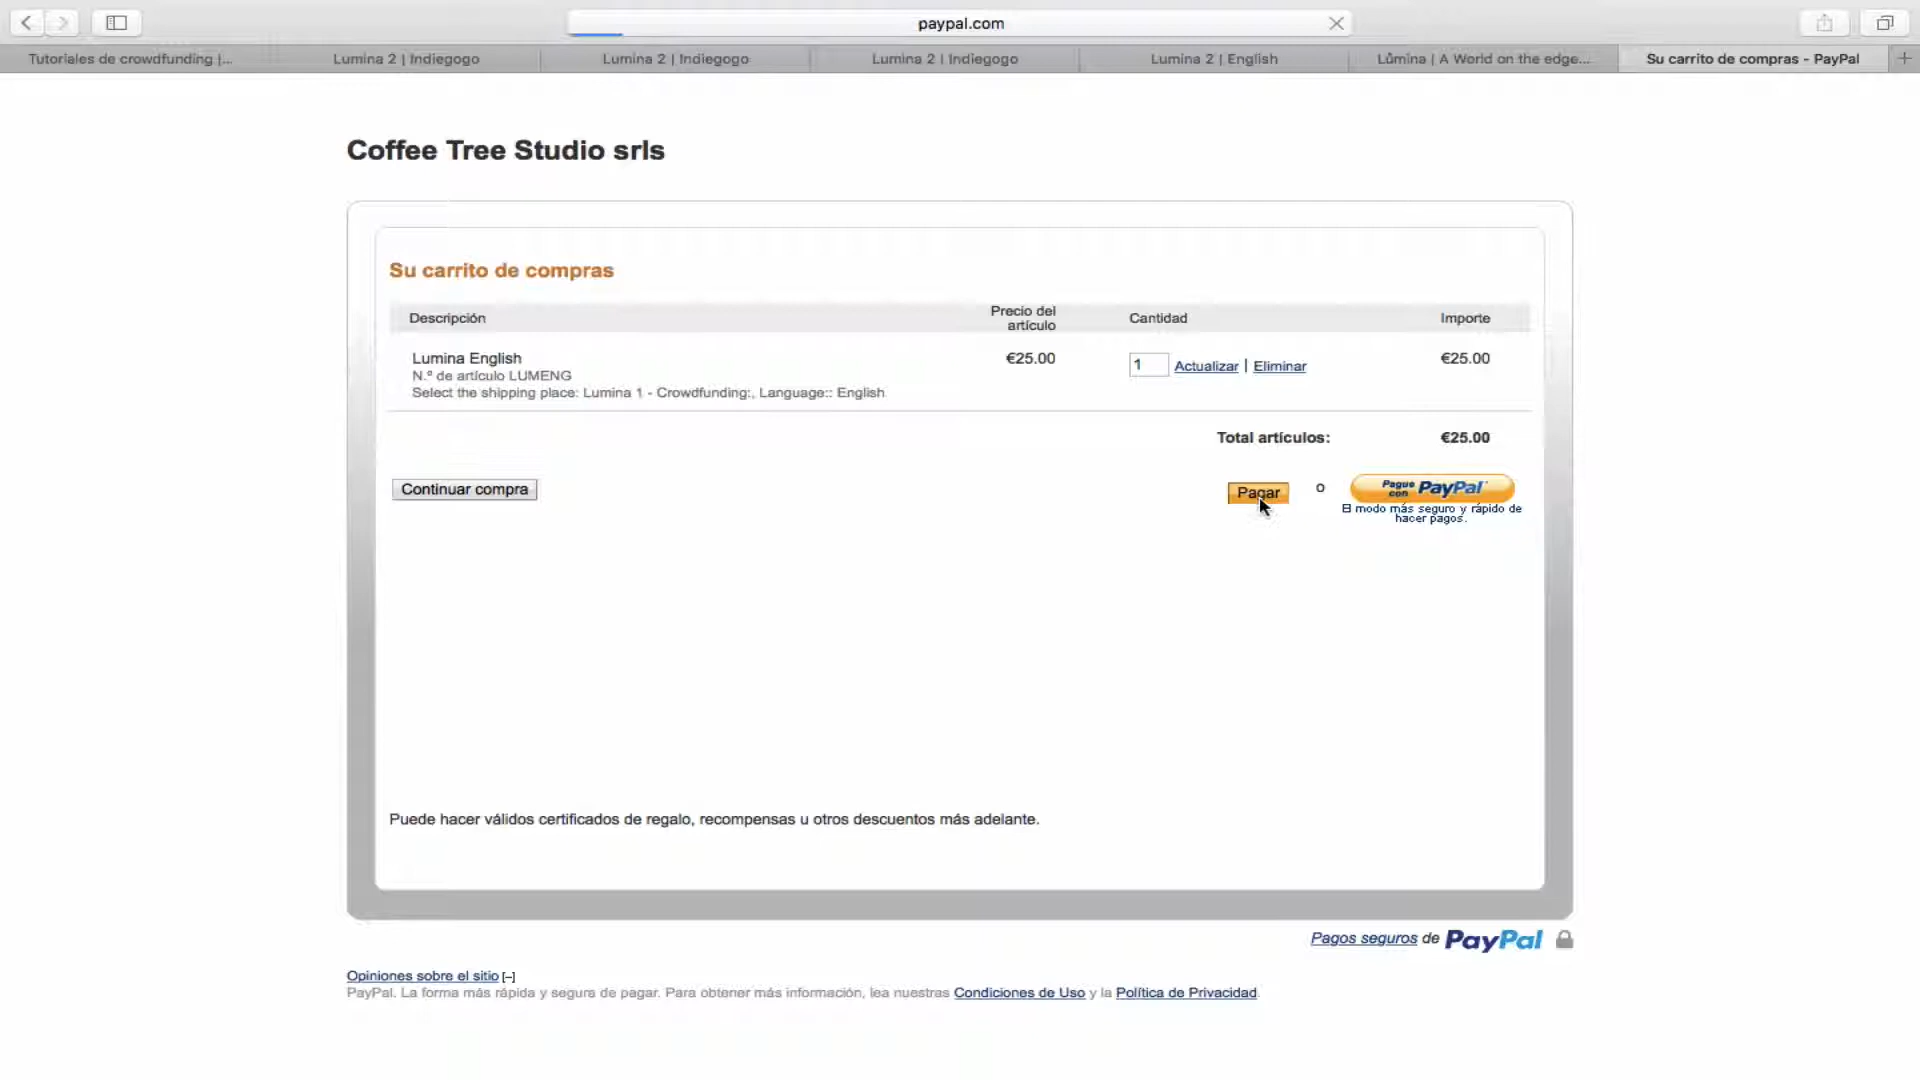 paypal.com
Tutoriales de crowdfunding |...
Lumina 2 | Indiegogo
Lumina 2 | Indiegogo
Lumina 2 | Indiegogo
Lumina 2 | English
Lůmina | A World on the edge...
Su carrito de compras - PayPal
Coffee Tree Studio srls
Su carrito de compras
Descripción
Precio del
artículo
Cantidad
Importe
Lumina English
€25.00
1
Actualizar | Eliminar
€25.00
N.º de artículo LUMENG
Select the shipping place: Lumina 1 - Crowdfunding:, Language:: English
Total artículos:
€25.00
Continuar compra
Pagar
o
Pague con PayPal
El modo más seguro y rápido de
hacer pagos.
Puede hacer válidos certificados de regalo, recompensas u otros descuentos más adelante.
Pagos seguros de PayPal
Opiniones sobre el sitio [–]
PayPal. La forma más rápida y segura de pagar. Para obtener más información, lea nuestras Condiciones de Uso y la Política de Privacidad.